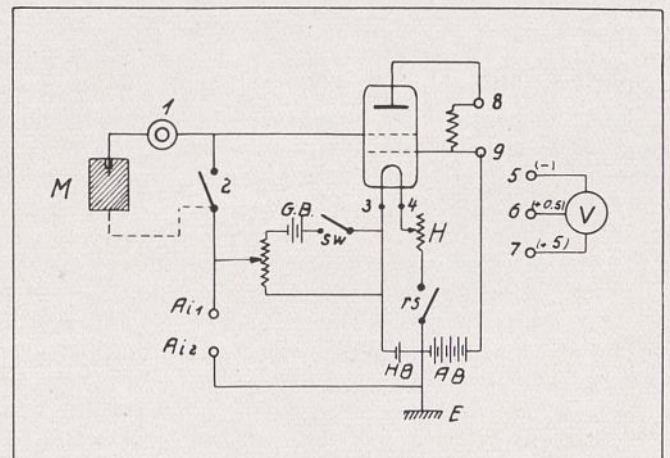 8
1
9
M
2
5 (-)
G.B.
3 4
6 (+0.5)
V
sw
H
7 (+5)
rs
Ai1
Ai2
HB AB
E